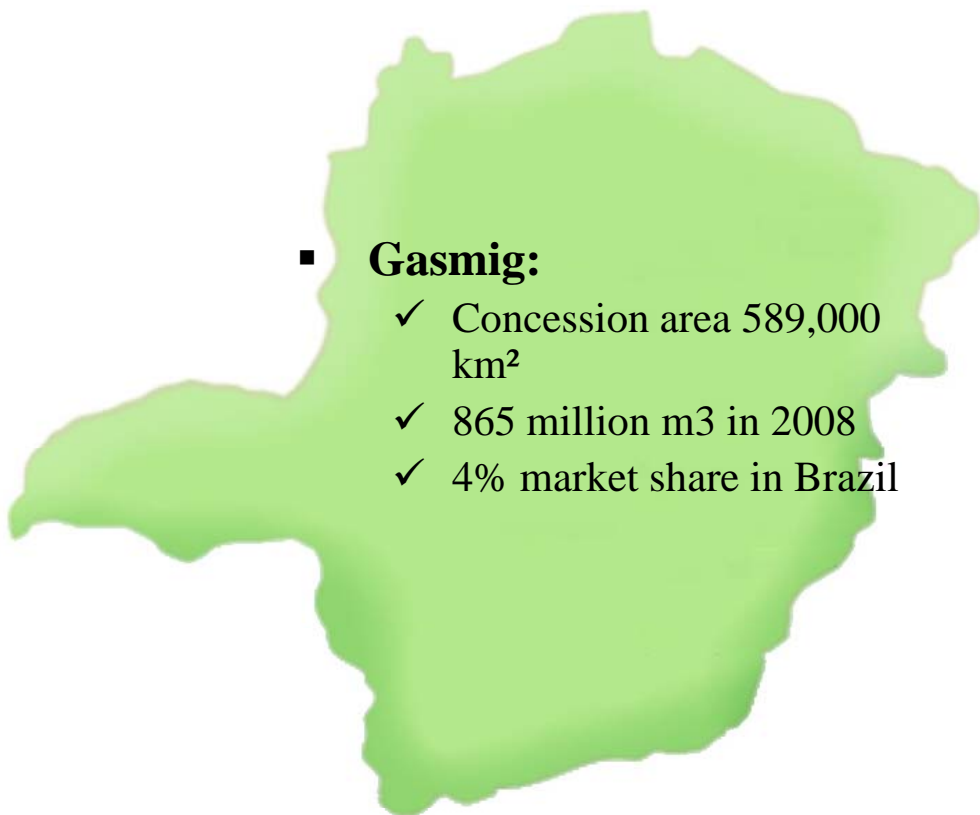 ▪ Gasmig:
✓ Concession area 589,000
km²
✓ 865 million m3 in 2008
✓ 4% market share in Brazil